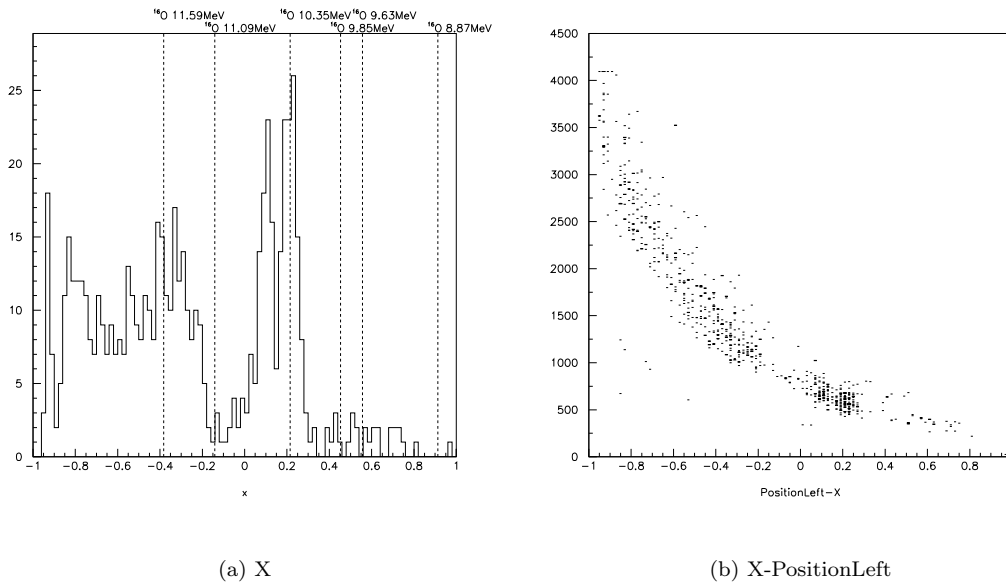 ¹⁶O 11.59MeV ¹⁶O 10.35MeV ¹⁶O 9.63MeV
¹⁶O 11.09MeV ¹⁶O 9.85MeV ¹⁶O 8.87MeV
25
20
15
10
5
0
-1 -0.8 -0.6 -0.4 -0.2 0 0.2 0.4 0.6 0.8 1
x
4500
4000
3500
3000
2500
2000
1500
1000
500
0
-1 -0.8 -0.6 -0.4 -0.2 0 0.2 0.4 0.6 0.8
PositionLeft-X
(a) X
(b) X-PositionLeft